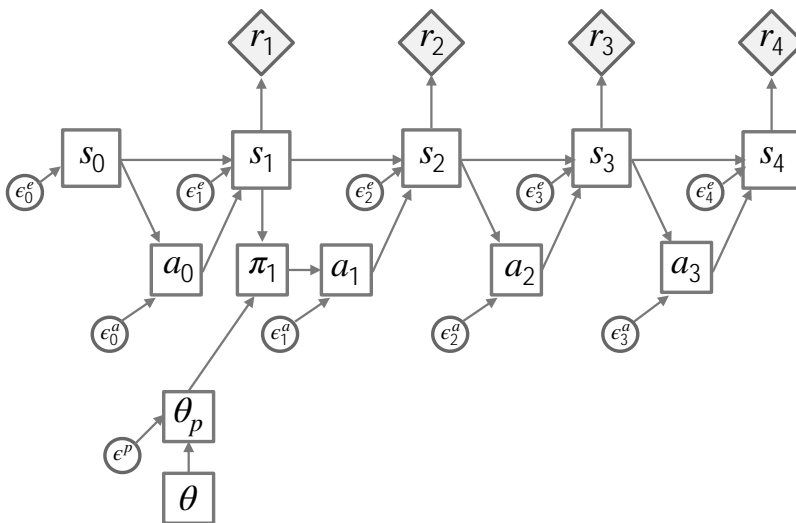 r₁ r₂ r₃ r₄
s₀ s₁ s₂ s₃ s₄
ϵ₀ᵉ ϵ₁ᵉ ϵ₂ᵉ ϵ₃ᵉ ϵ₄ᵉ
a₀ π₁ a₁ a₂ a₃
ϵ₀ᵃ ϵ₁ᵃ ϵ₂ᵃ ϵ₃ᵃ
θₚ
ϵᵖ
θ